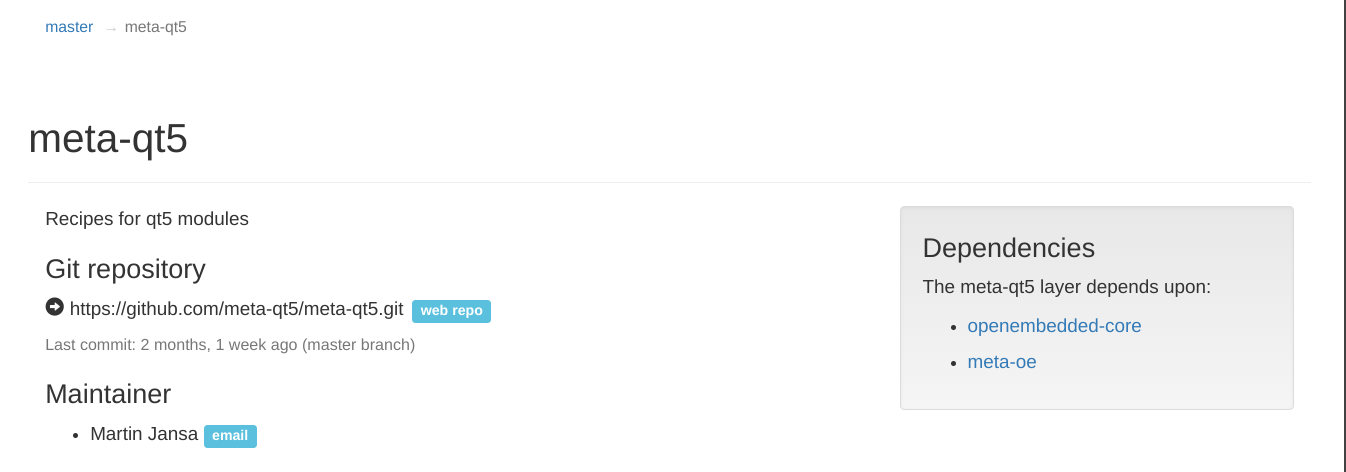 master → meta-qt5
meta-qt5
Recipes for qt5 modules
Git repository
https://github.com/meta-qt5/meta-qt5.git web repo
Last commit: 2 months, 1 week ago (master branch)
Maintainer
• Martin Jansa email
Dependencies
The meta-qt5 layer depends upon:
• openembedded-core
• meta-oe